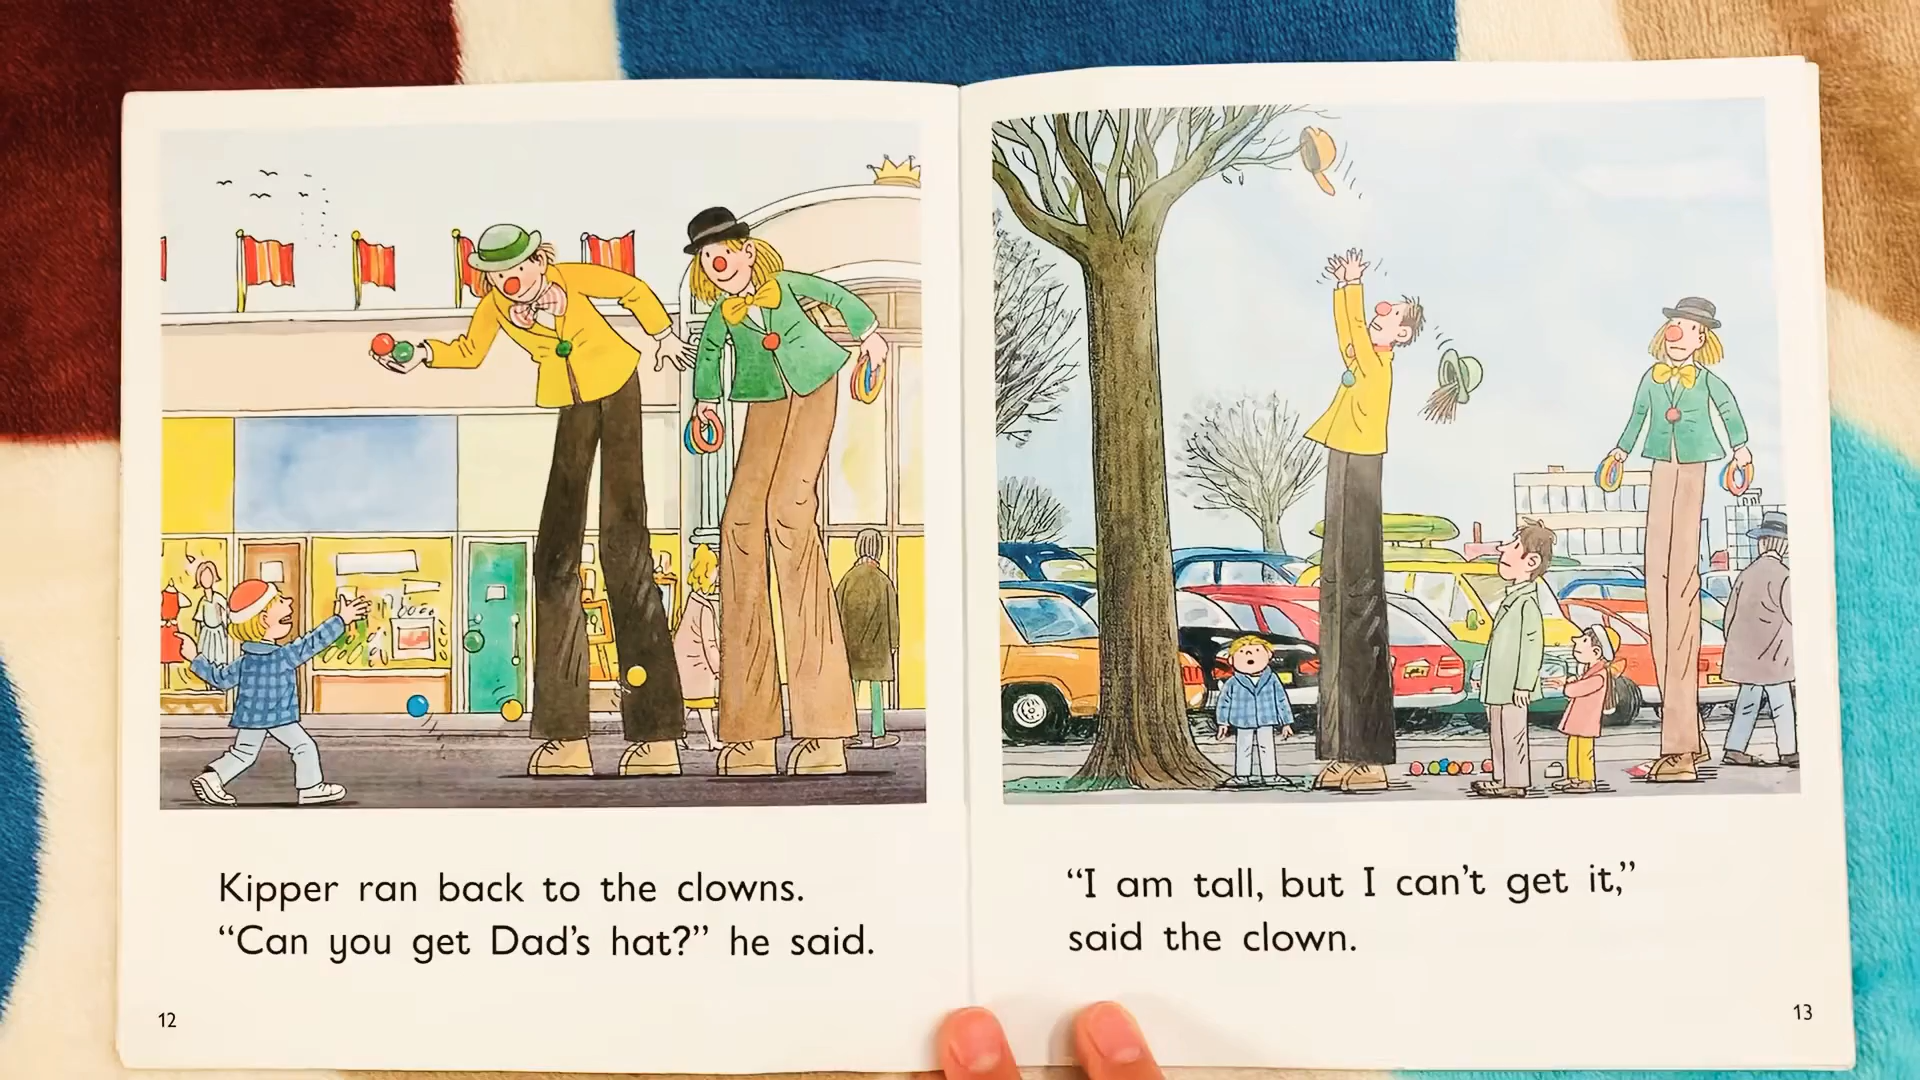 Kipper ran back to the clowns.
“Can you get Dad’s hat?” he said.
12
“I am tall, but I can’t get it,”
said the clown.
13